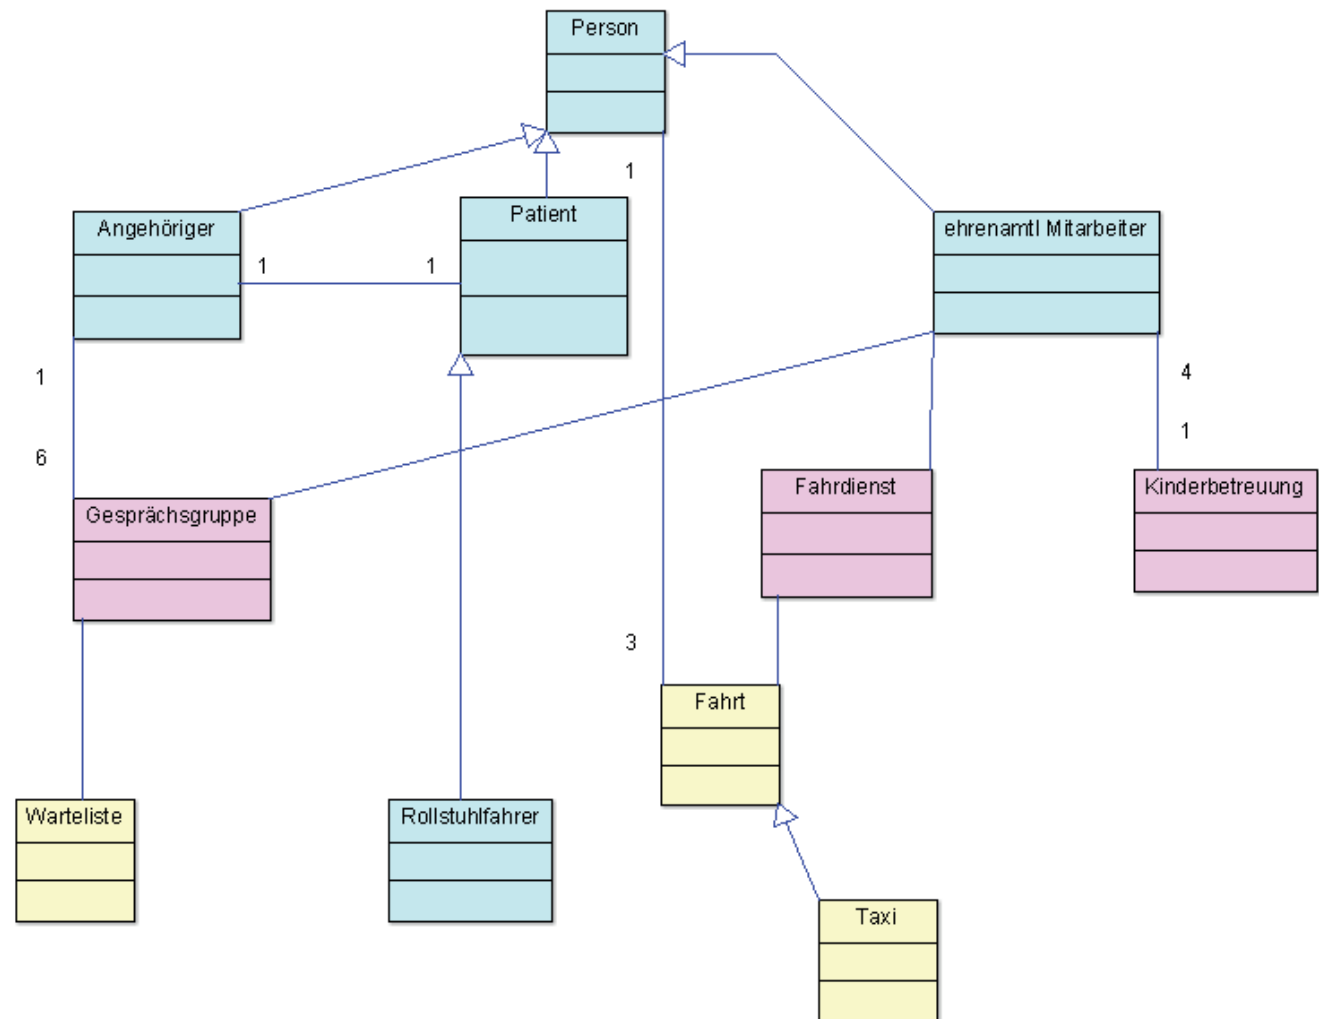 Person
1
Angehöriger
Patient
ehrenamtl Mitarbeiter
1
1
1
4
6
1
Gesprächsgruppe
Fahrdienst
Kinderbetreuung
3
Fahrt
Warteliste
Rollstuhlfahrer
Taxi